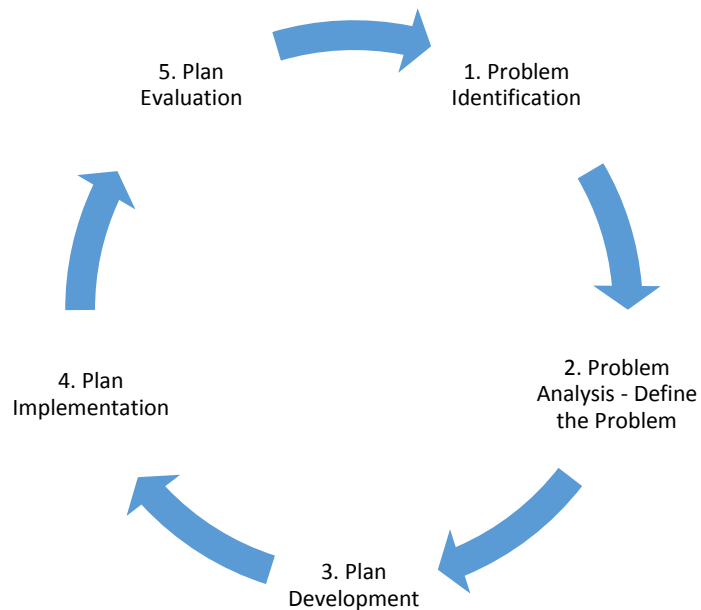 1. Problem
Identification
2. Problem
Analysis - Define
the Problem
3. Plan
Development
4. Plan
Implementation
5. Plan
Evaluation